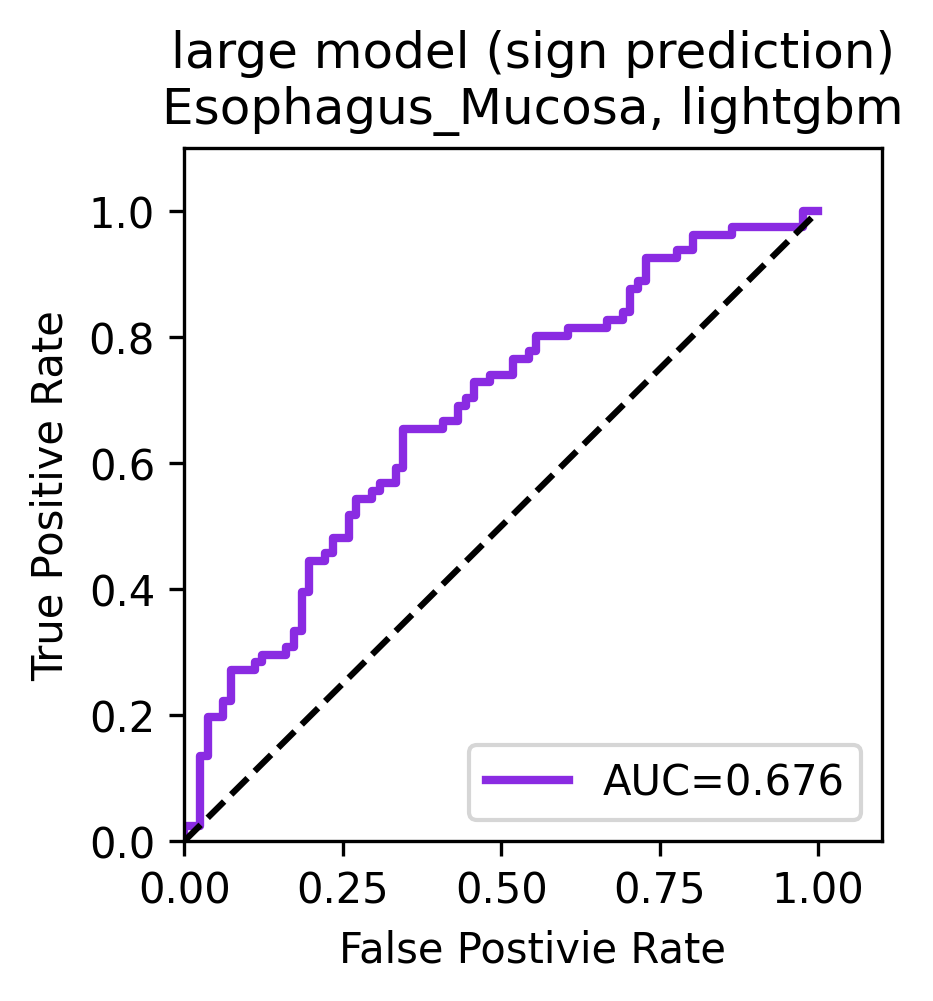 large model (sign prediction)
Esophagus_Mucosa, lightgbm
1.0
0.8
0.6
0.4
0.2
0.0
True Positive Rate
AUC=0.676
0.00 0.25 0.50 0.75 1.00
False Postivie Rate